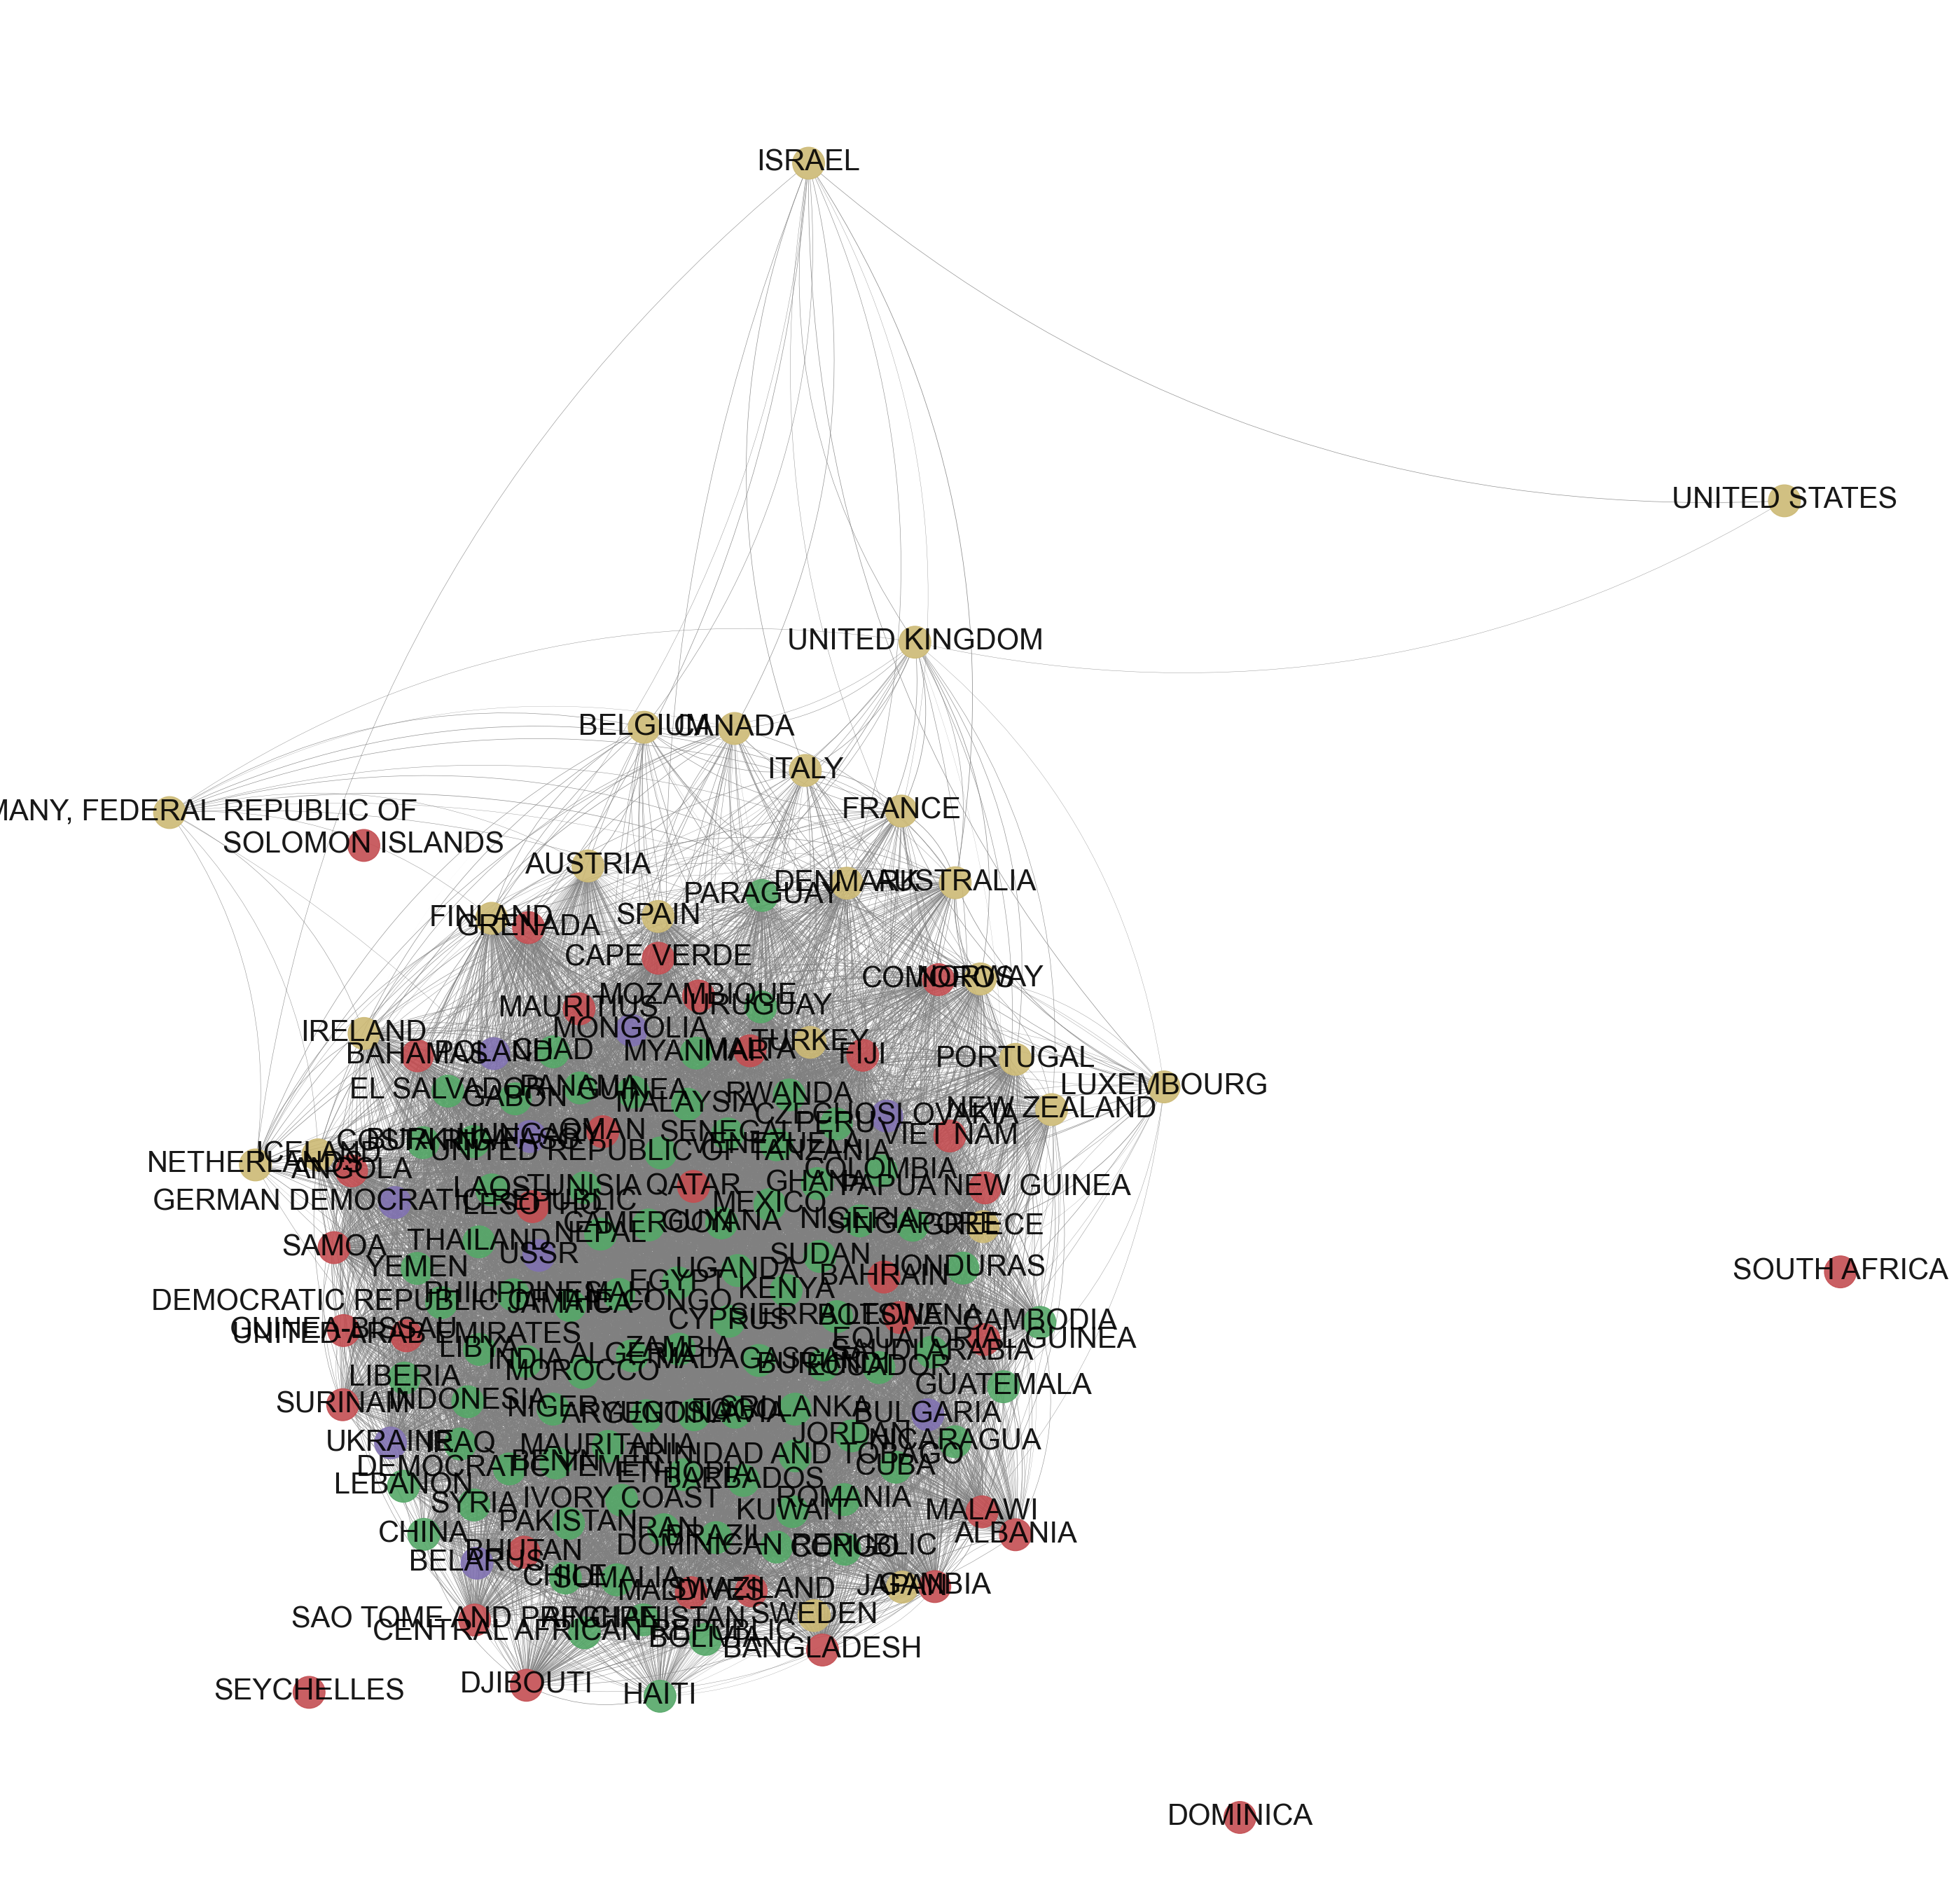 ISRAEL
UNITED STATES
UNITED KINGDOM
BELGIUM
CANADA
ITALY
FRANCE
MANY, FEDERAL REPUBLIC OF
SOLOMON ISLANDS
AUSTRIA
DENMARK
AUSTRALIA
PARAGUAY
FINLAND
GRENADA
SPAIN
CAPE VERDE
COMOROS
NORWAY
MOZAMBIQUE
MAURITIUS
URUGUAY
MONGOLIA
IRELAND
BAHAMAS
POLAND
CHAD
MYANMAR
MALTA
TURKEY
FIJI
PORTUGAL
LUXEMBOURG
EL SALVADOR
PANAMA
GUINEA
GABON
MALAYSIA
RWANDA
NEW ZEALAND
CZECHOSLOVAKIA
PERU
VIET NAM
COSTA RICA
BURKINA FASO
HUNGARY
OMAN
SENEGAL
VENEZUELA
UNITED REPUBLIC OF TANZANIA
ICELAND
NETHERLANDS
ANGOLA
COLOMBIA
GHANA
PAPUA NEW GUINEA
LAOS
TUNISIA
QATAR
GERMAN DEMOCRATIC REPUBLIC
LESOTHO
MEXICO
CAMEROON
GUYANA
NIGERIA
SINGAPORE
GREECE
NEPAL
THAILAND
SAMOA
USSR
SUDAN
YEMEN
UGANDA
EGYPT
KENYA
BAHRAIN
HONDURAS
SOUTH AFRICA
PHILIPPINES
MALI
DEMOCRATIC REPUBLIC OF THE CONGO
JAMAICA
SIERRA LEONE
BOTSWANA
CAMBODIA
CYPRUS
GUINEA-BISSAU
UNITED ARAB EMIRATES
EQUATORIAL GUINEA
LIBYA
ZAMBIA
ALGERIA
SAUDI ARABIA
INDIA
MOROCCO
MADAGASCAR
BURUNDI
ECUADOR
LIBERIA
GUATEMALA
SURINAM
INDONESIA
NIGER
ARGENTINA
YUGOSLAVIA
TOGO
SRI LANKA
BULGARIA
UKRAINE
IRAQ
MAURITANIA
JORDAN
NICARAGUA
TRINIDAD AND TOBAGO
DEMOCRATIC YEMEN
BENIN
ETHIOPIA
BARBADOS
CUBA
LEBANON
SYRIA
IVORY COAST
ROMANIA
KUWAIT
MALAWI
CHINA
PAKISTAN
IRAN
BRAZIL
DOMINICAN REPUBLIC
CONGO
ALBANIA
BHUTAN
BELARUS
CHILE
SOMALIA
MALDIVES
SWAZILAND
JAPAN
GAMBIA
SAO TOME AND PRINCIPE
AFGHANISTAN
SWEDEN
CENTRAL AFRICAN REPUBLIC
BOLIVIA
BANGLADESH
SEYCHELLES
DJIBOUTI
HAITI
DOMINICA